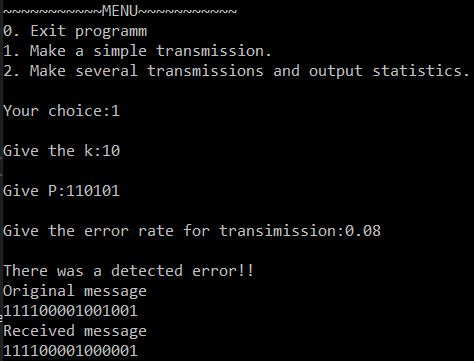 ~~~~~~~~~~~MENU~~~~~~~~~~~
0. Exit programm
1. Make a simple transmission.
2. Make several transmissions and output statistics.
Your choice:1
Give the k:10
Give P:110101
Give the error rate for transimission:0.08
There was a detected error!!
Original message
111100001001001
Received message
111100001000001